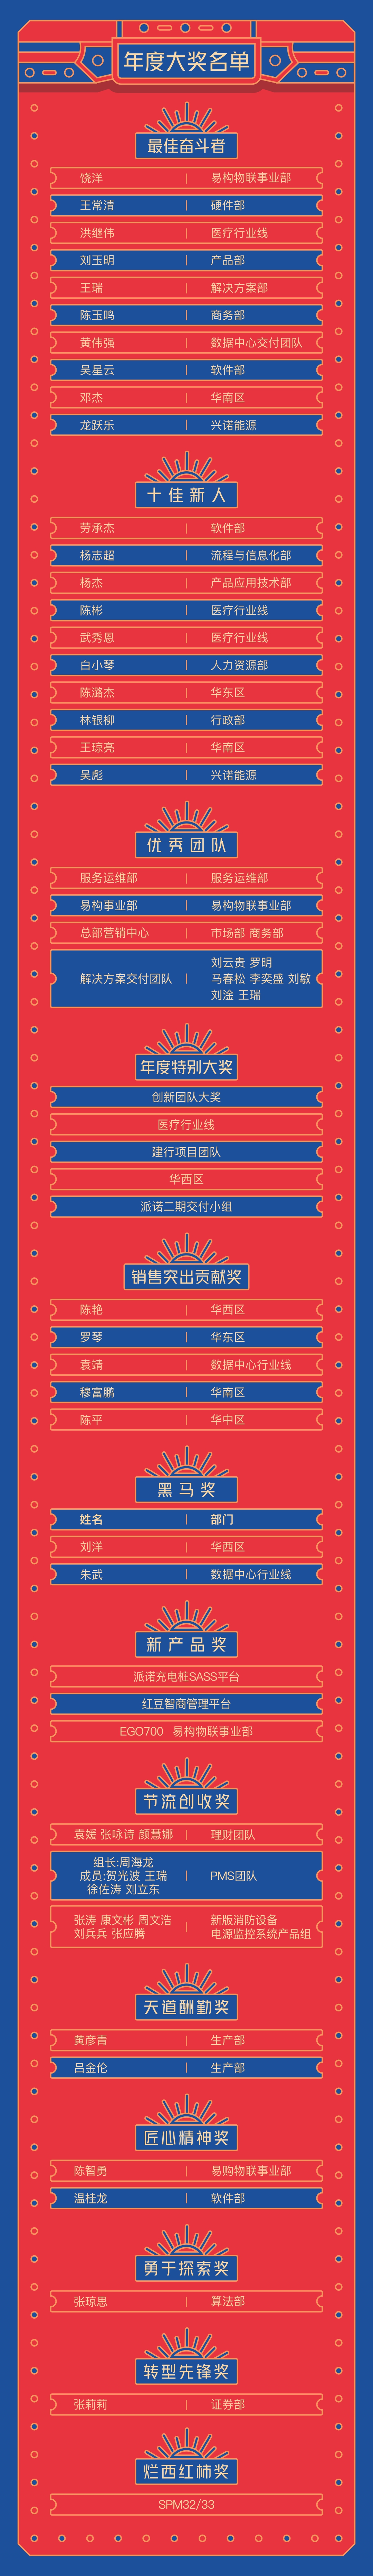 年度大奖名单
最佳奋斗者
饶洋 | 易构物联事业部
王常清 | 硬件部
洪继伟 | 医疗行业线
刘玉明 | 产品部
王瑞 | 解决方案部
陈玉鸣 | 商务部
黄伟强 | 数据中心交付团队
吴星云 | 软件部
邓杰 | 华南区
龙跃乐 | 兴诺能源
十佳新人
劳承杰 | 软件部
杨志超 | 流程与信息化部
杨杰 | 产品应用技术部
陈彬 | 医疗行业线
武秀恩 | 医疗行业线
白小琴 | 人力资源部
陈潞杰 | 华东区
林银柳 | 行政部
王琼亮 | 华南区
吴彪 | 兴诺能源
优秀团队
服务运维部 | 服务运维部
易构事业部 | 易构物联事业部
总部营销中心 | 市场部 商务部
刘云贵 罗明
解决方案交付团队 | 马春松 李奕盛 刘敏
刘淦 王瑞
年度特别大奖
创新团队大奖
医疗行业线
建行项目团队
华西区
派诺二期交付小组
销售突出贡献奖
陈艳 | 华西区
罗琴 | 华东区
袁靖 | 数据中心行业线
穆富鹏 | 华南区
陈平 | 华中区
黑马奖
姓名 | 部门
刘洋 | 华西区
朱武 | 数据中心行业线
新产品奖
派诺充电桩SASS平台
红豆智商管理平台
EGO700 易构物联事业部
节流创收奖
袁媛 张咏诗 颜慧娜 | 理财团队
组长:周海龙
成员:贺光波 王瑞 | PMS团队
徐佐涛 刘立东
张涛 康文彬 周文浩 | 新版消防设备
刘兵兵 张应腾 电源监控系统产品组
天道酬勤奖
黄彦青 | 生产部
吕金伦 | 生产部
匠心精神奖
陈智勇 | 易购物联事业部
温桂龙 | 软件部
勇于探索奖
张琼思 | 算法部
转型先锋奖
张莉莉 | 证券部
烂西红柿奖
SPM32/33